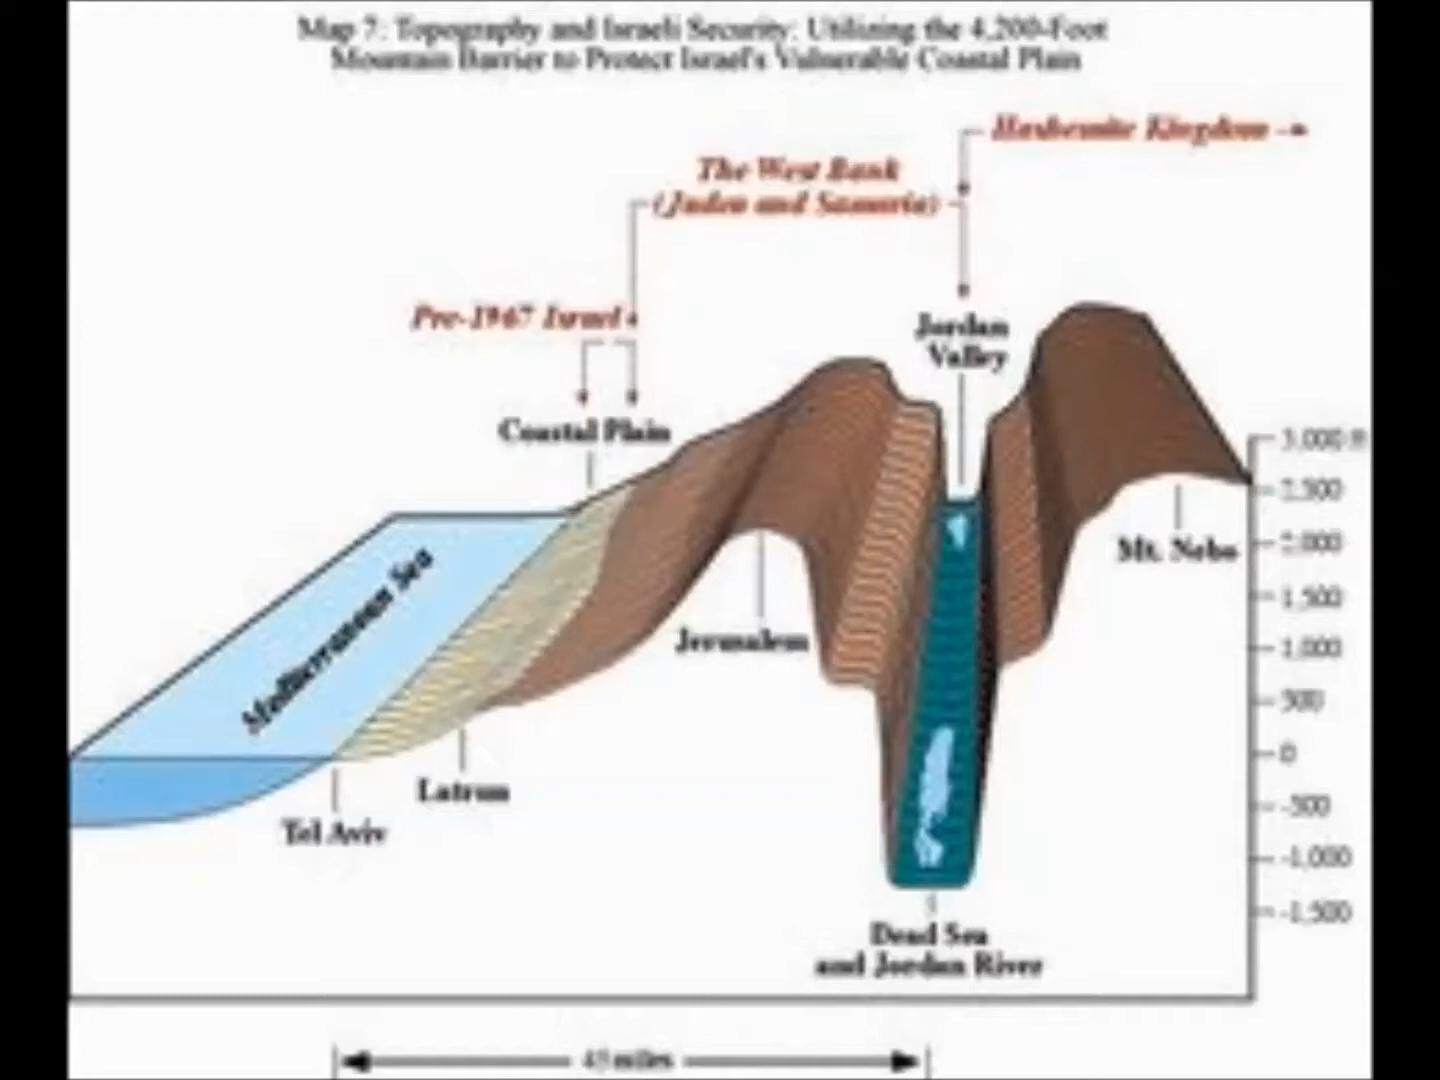 Map 7: Topography and Israeli Security: Utilizing the 4,200-Foot
Mountain Barrier to Protect Israel's Vulnerable Coastal Plain
Hashemite Kingdom
The West Bank
(Judea and Samaria)
Pre-1967 Israel
Jordan
Valley
Coastal Plain
3,000 ft
2,500
Mt. Nebo
2,000
Mediterranean Sea
1,500
Jerusalem
1,000
500
0
Latrun
-500
Tel Aviv
-1,000
-1,500
Dead Sea
and Jordan River
45 miles